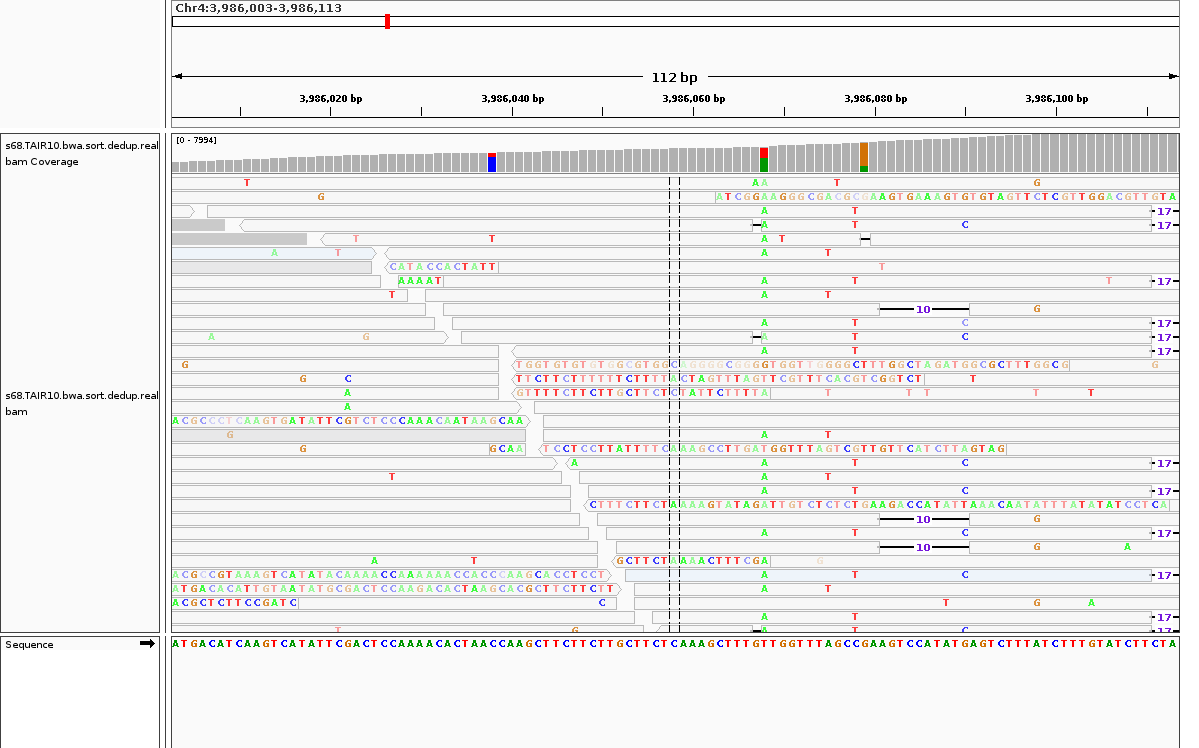 Chr4:3,986,003-3,986,113
112 bp
3,986,020 bp 3,986,040 bp 3,986,060 bp 3,986,080 bp 3,986,100 bp
s68.TAIR10.bwa.sort.dedup.real
bam Coverage
[0 - 7994]
T A A T G
G ATCGGAAGGGCGACGCGAAGTGAAAGTGTGTAGTTCTCGTTGGACGTTGTA
A T 17
A T C 17
T T A T
A T A T
CATACCACTATT T
AAAAT A T T 17
T A T
10 G
A T C 17
A G A T C 17
A T 17
G TGGTGTGTGTGGCGTGGCAGGGGCGGGGTGGTTGGGGCTTTGGCTAGATGGCGCTTTGGCG G
G C TTCTTCTTTTTTCTTTTACTAGTTTAGTTCGTTTCACGTCGGTCT T
A GTTTTCTTCTTGCTTCTCTATTCTTTTA T T T T T
A
s68.TAIR10.bwa.sort.dedup.real
bam
ACGCCCTCAAGTGATATTCGTCTCCCAAACAATAAGCAA
G A T
G GCAA TCCTCCTTATTTTCAAAGCCTTGATGGTTTAGTCGTTGTTCATCTTAGTAG
A A T C 17
T A T
A T C 17
CTTTCTTCTAAAAGTATAGATTGTCTCTCTGAAGACCATATTAAACAATATTTATATATCCTCA
10 G
A T C 17
10 G A
A T GCTTCTAAAACTTTCGA G
ACGCCGTAAAGTCATATACAAAACCAAAAAACCACCCAAGCACCTCCT A T C 17
ATGACACATTGTAATATGCGACTCCAAGACACTAAGCACGCTTCTTCTT A T
ACGCTCTTCCGATC C T G A
A T 17
T G A T C 17
Sequence
ATGACATCAAGTCATATTCGACTCCAAAACACTAACCAAGCTTCTTCTTGCTTCTCAAAGCTTTGTTGGTTTAGCCGAAGTCCATATGAGTCTTTATCTTTGTATCTTCTA